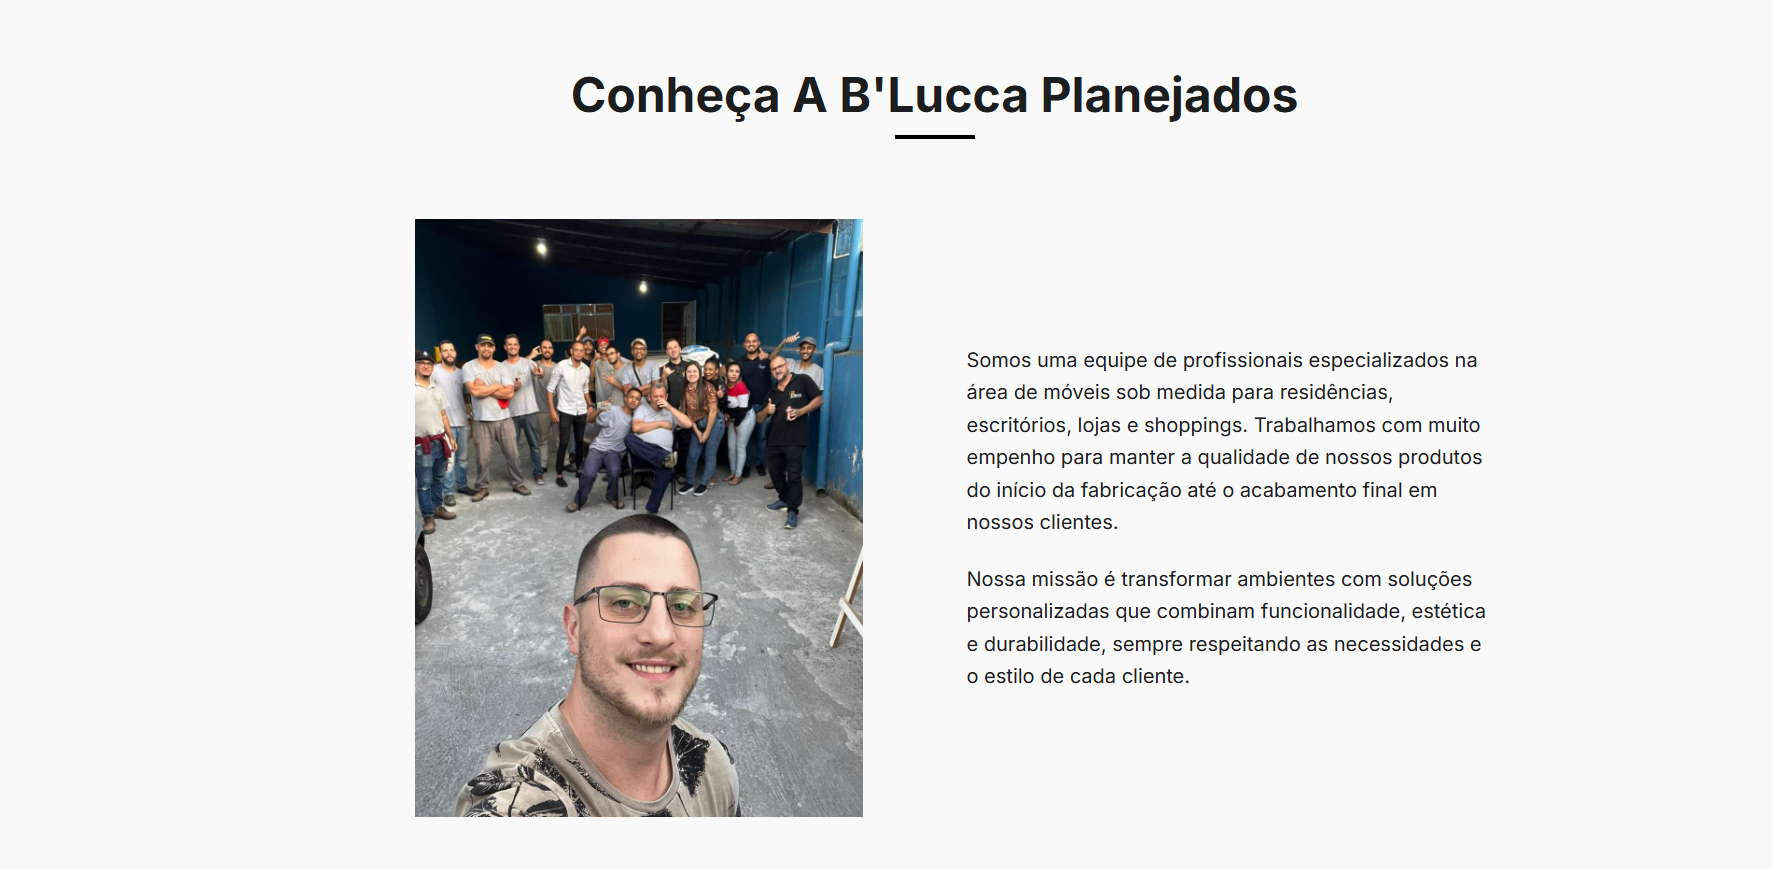 Conheça A B'Lucca Planejados
Somos uma equipe de profissionais especializados na
área de móveis sob medida para residências,
escritórios, lojas e shoppings. Trabalhamos com muito
empenho para manter a qualidade de nossos produtos
do início da fabricação até o acabamento final em
nossos clientes.
Nossa missão é transformar ambientes com soluções
personalizadas que combinam funcionalidade, estética
e durabilidade, sempre respeitando as necessidades e
o estilo de cada cliente.